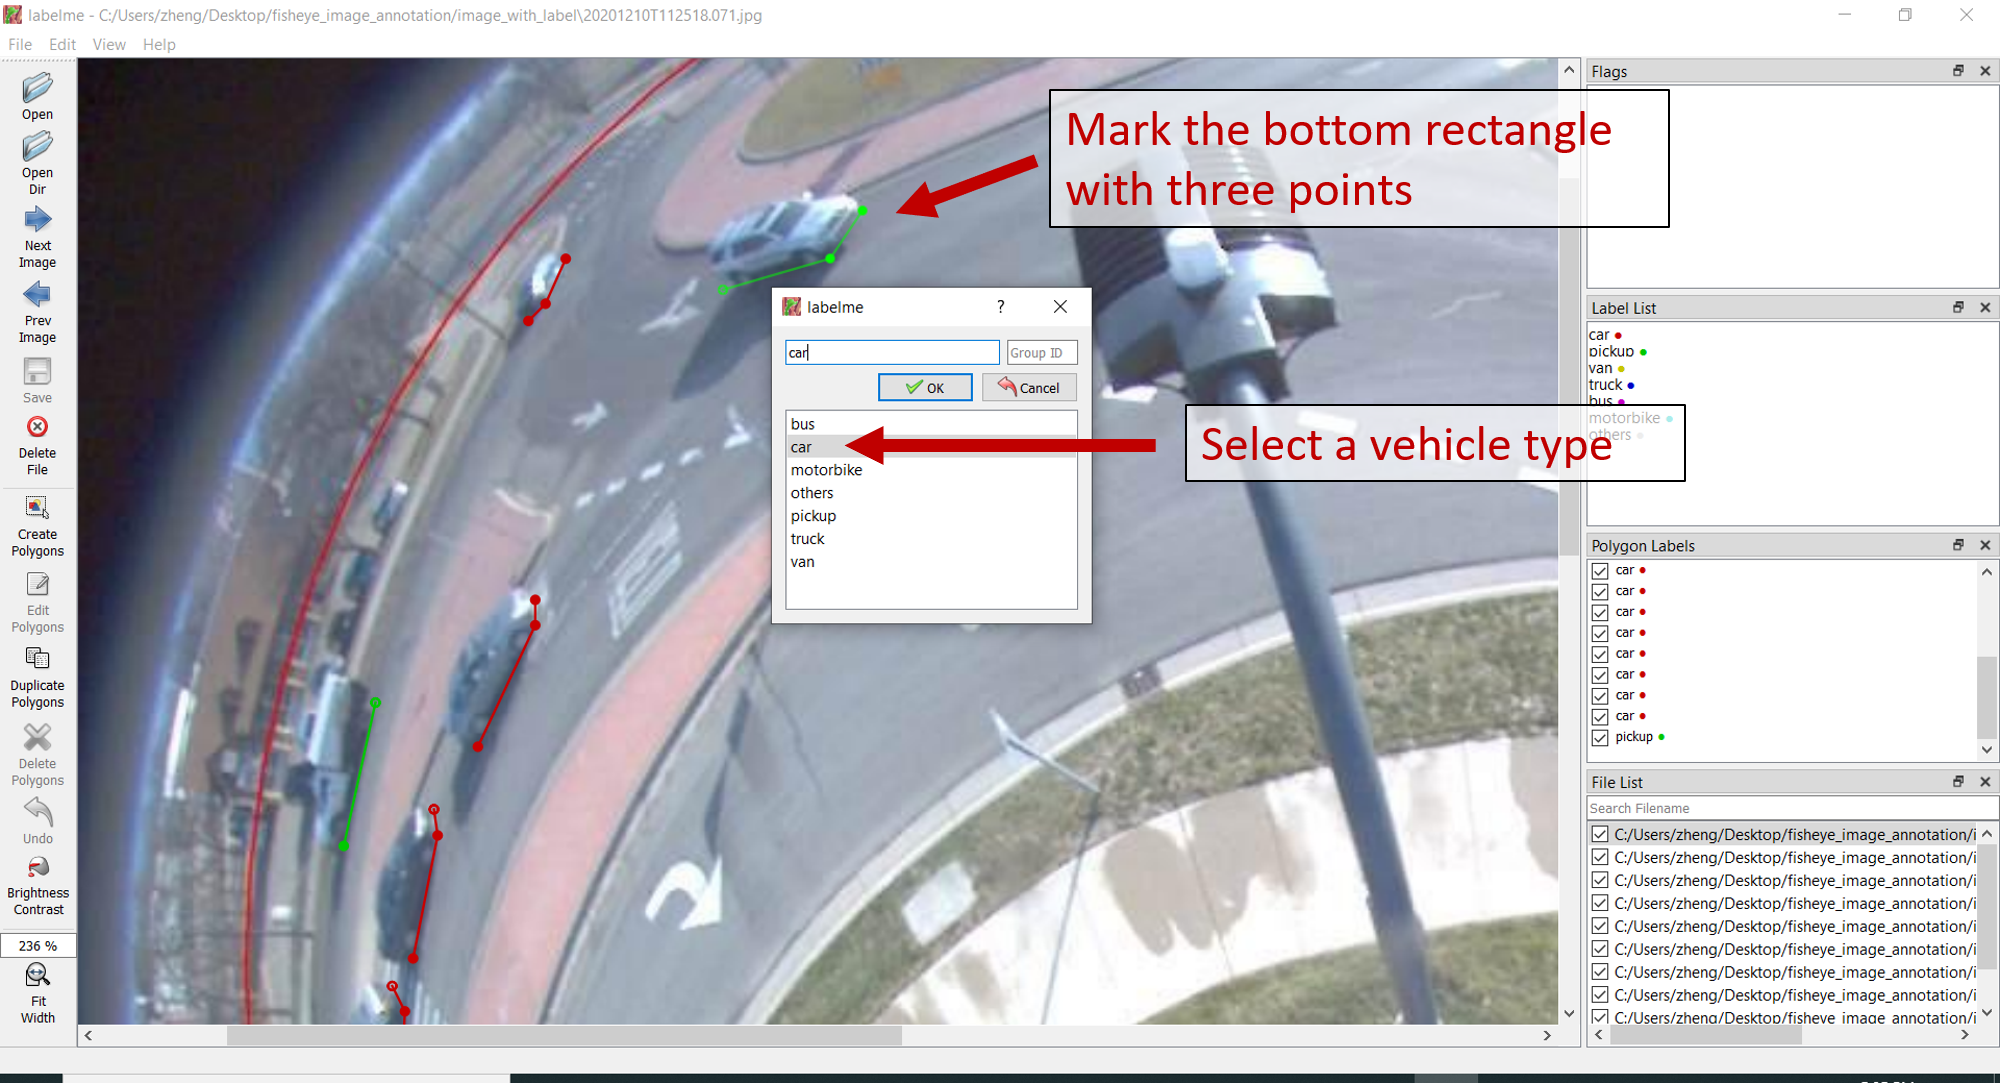 labelme - C:/Users/zheng/Desktop/fisheye_image_annotation/image_with_label\20201210T112518.071.jpg
File Edit View Help
Open
Open
Dir
Next
Image
Prev
Image
Save
Delete
File
Create
Polygons
Edit
Polygons
Duplicate
Polygons
Delete
Polygons
Undo
Brightness
Contrast
236 %
Fit
Width
Mark the bottom rectangle
with three points
labelme ?
car Group ID
OK Cancel
bus
car
motorbike
others
pickup
truck
van
Select a vehicle type
Flags
Label List
car
pickup
van
truck
bus
motorbike
others
Polygon Labels
car
car
car
car
car
car
car
car
pickup
File List
Search Filename
C:/Users/zheng/Desktop/fisheye_image_annotation/i
C:/Users/zheng/Desktop/fisheye_image_annotation/i
C:/Users/zheng/Desktop/fisheye_image_annotation/i
C:/Users/zheng/Desktop/fisheye_image_annotation/i
C:/Users/zheng/Desktop/fisheye_image_annotation/i
C:/Users/zheng/Desktop/fisheye_image_annotation/i
C:/Users/zheng/Desktop/fisheye_image_annotation/i
C:/Users/zheng/Desktop/fisheye_image_annotation/i
C:/Users/zheng/Desktop/fisheye_image_annotation/i